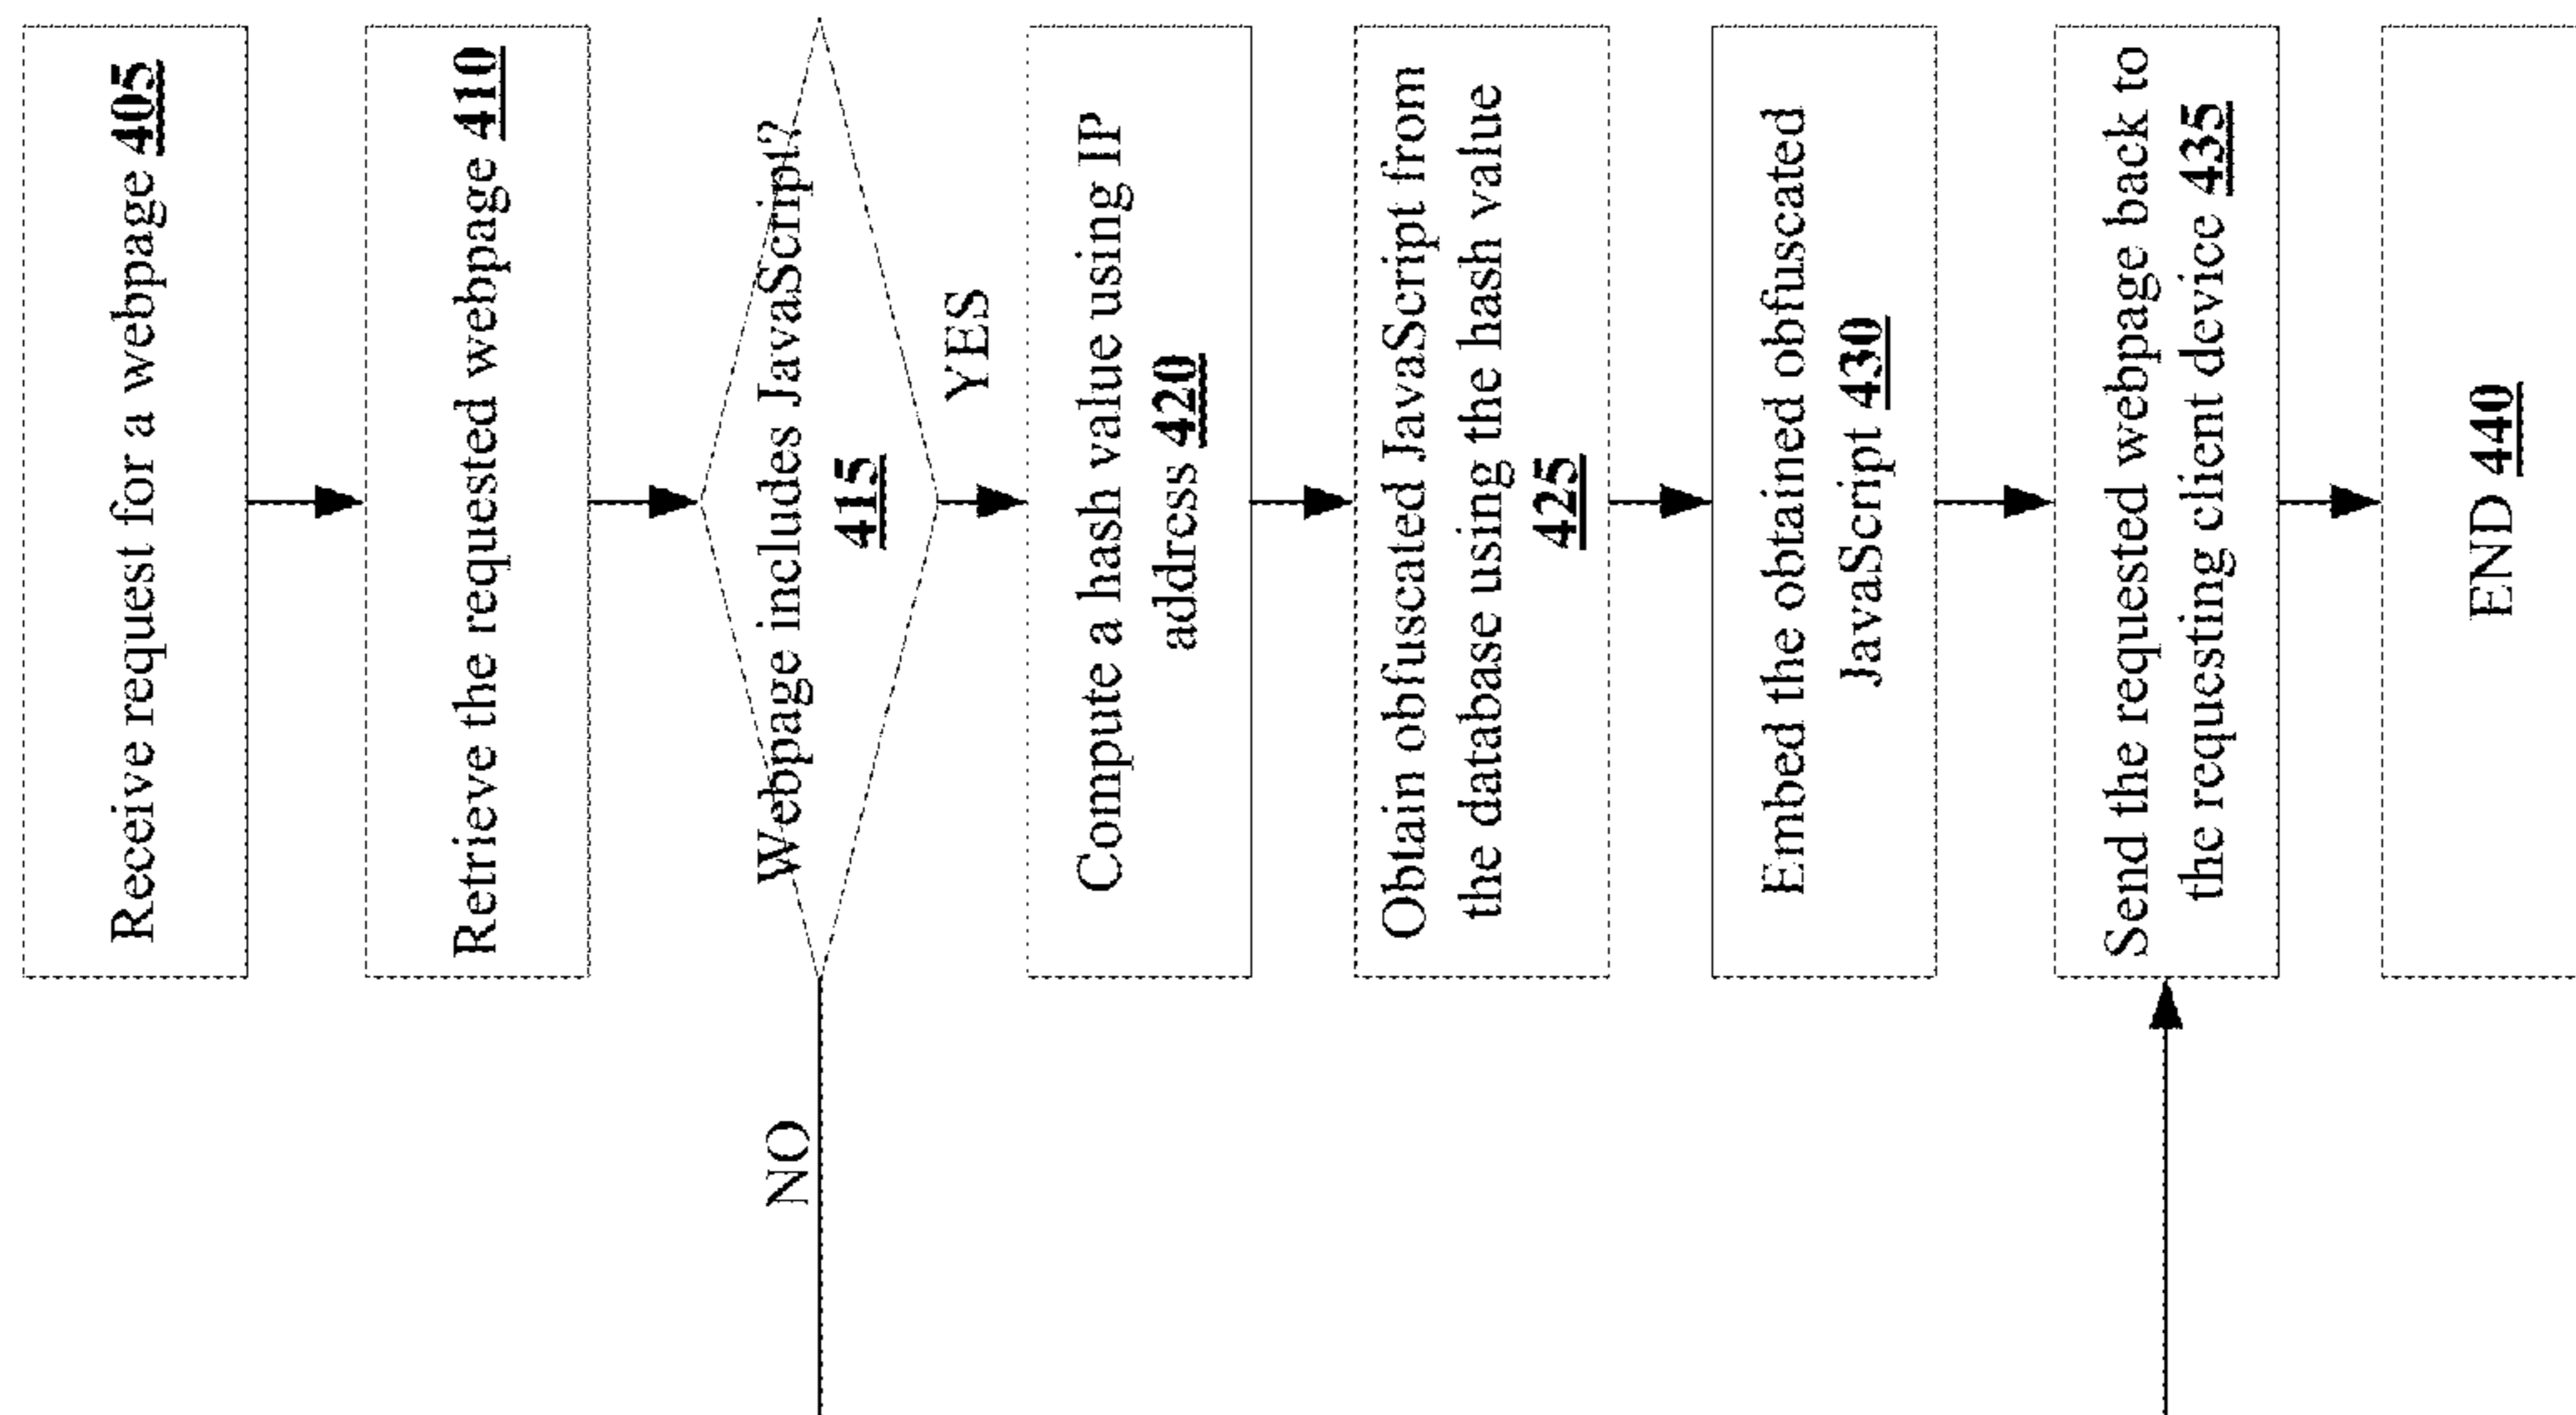 Receive request for a webpage 405
Retrieve the requested webpage 410
Webpage includes JavaScript?
415
NO
YES
Compute a hash value using IP
address 420
Obtain obfuscated JavaScript from
the database using the hash value
425
Embed the obtained obfuscated
JavaScript 430
Send the requested webpage back to
the requesting client device 435
END 440